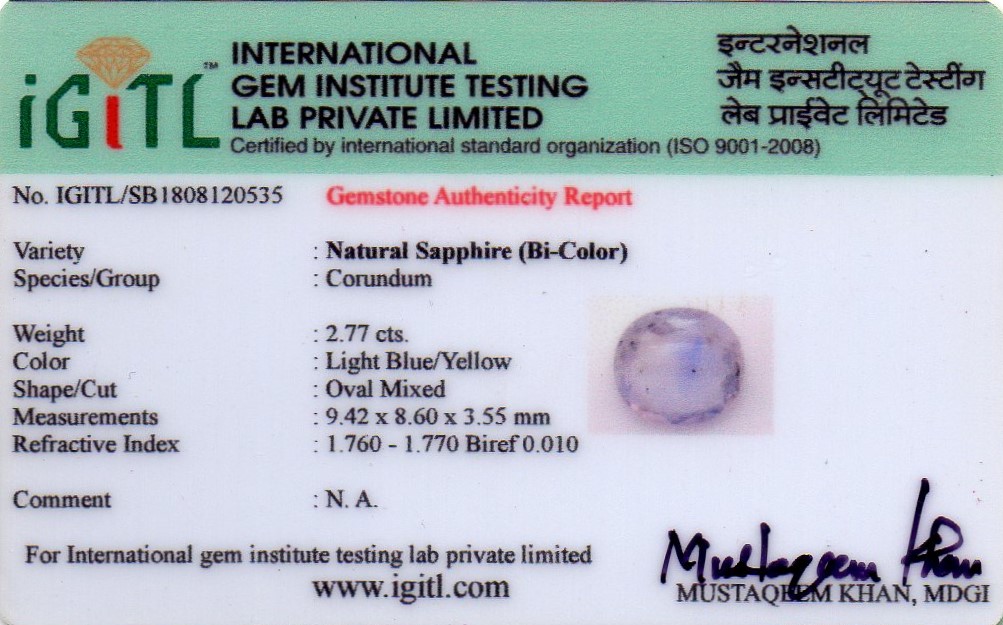 iGiTL™
INTERNATIONAL
GEM INSTITUTE TESTING
LAB PRIVATE LIMITED
Certified by international standard organization (ISO 9001-2008)
इन्टरनेशनल
जैम इन्सटीट्यूट टेस्टींग
लेब प्राईवेट लिमिटेड
No. IGITL/SB1808120535 Gemstone Authenticity Report
Variety : Natural Sapphire (Bi-Color)
Species/Group : Corundum
Weight : 2.77 cts.
Color : Light Blue/Yellow
Shape/Cut : Oval Mixed
Measurements : 9.42 x 8.60 x 3.55 mm
Refractive Index : 1.760 - 1.770 Biref 0.010
Comment : N. A.
For International gem institute testing lab private limited
www.igitl.com
Mustaqeem Khan
MUSTAQEEM KHAN, MDGI